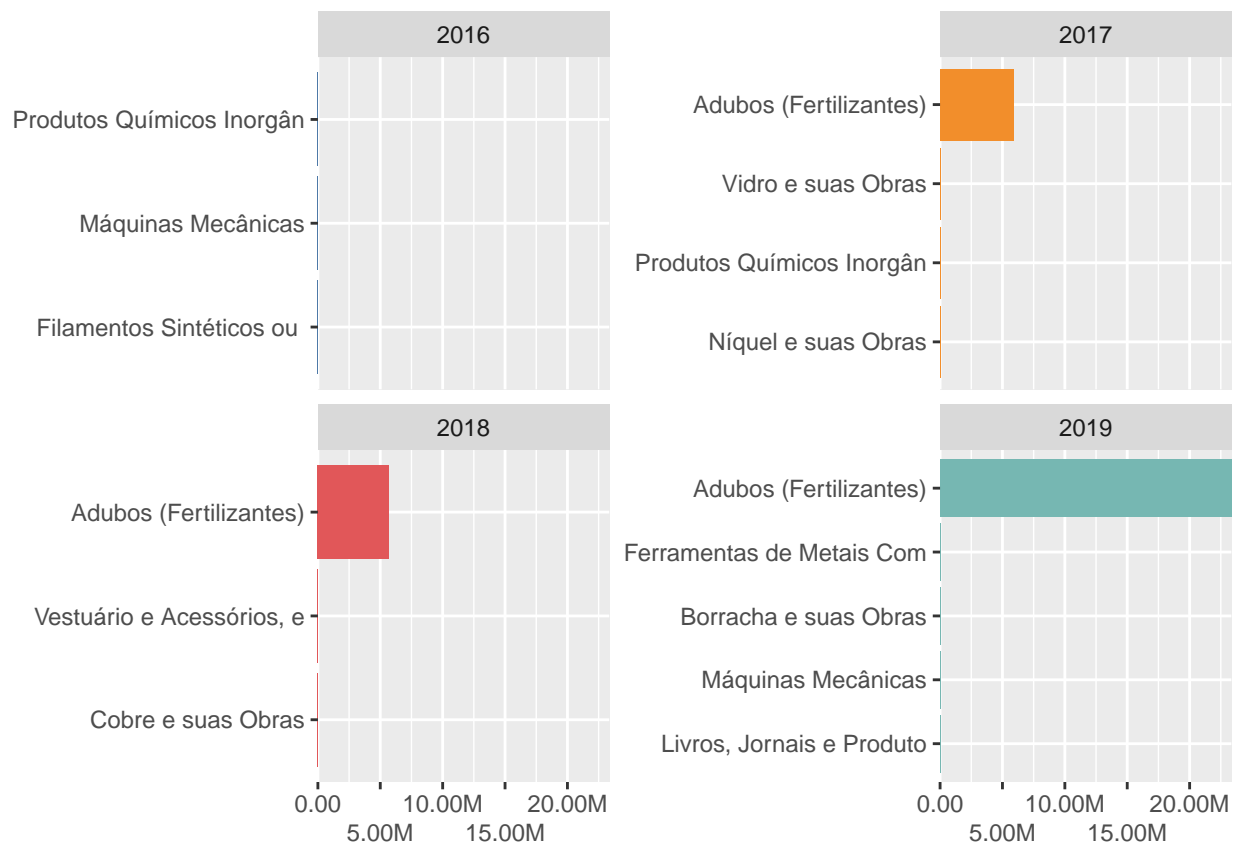 2016
Produtos Químicos Inorgân
Máquinas Mecânicas
Filamentos Sintéticos ou
2017
Adubos (Fertilizantes)
Vidro e suas Obras
Produtos Químicos Inorgân
Níquel e suas Obras
2018
Adubos (Fertilizantes)
Vestuário e Acessórios, e
Cobre e suas Obras
0.00 10.00M 20.00M
5.00M 15.00M
2019
Adubos (Fertilizantes)
Ferramentas de Metais Com
Borracha e suas Obras
Máquinas Mecânicas
Livros, Jornais e Produto
0.00 10.00M 20.00M
5.00M 15.00M